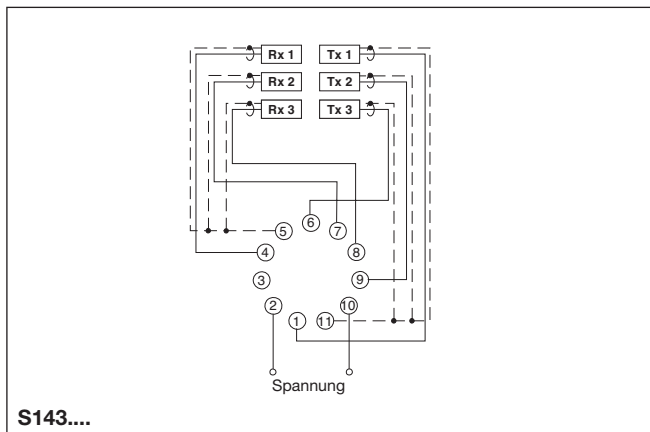 Rx 1 Tx 1
Rx 2 Tx 2
Rx 3 Tx 3
6
5 7
4 8
3 9
2 10
1 11
Spannung
S143....